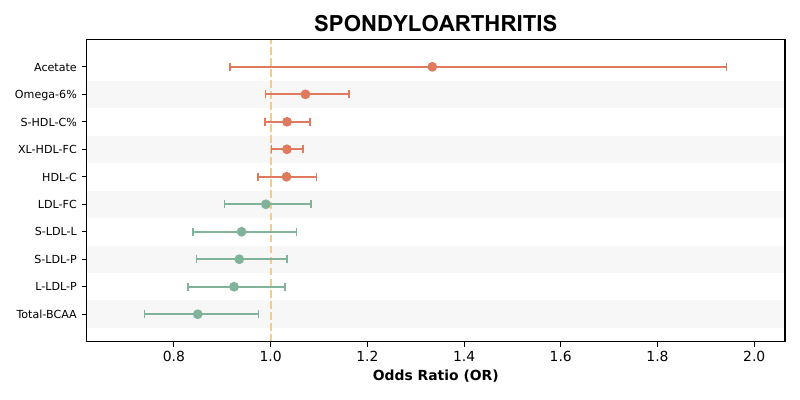 SPONDYLOARTHRITIS
Acetate
Omega-6%
S-HDL-C%
XL-HDL-FC
HDL-C
LDL-FC
S-LDL-L
S-LDL-P
L-LDL-P
Total-BCAA
0.8 1.0 1.2 1.4 1.6 1.8 2.0
Odds Ratio (OR)